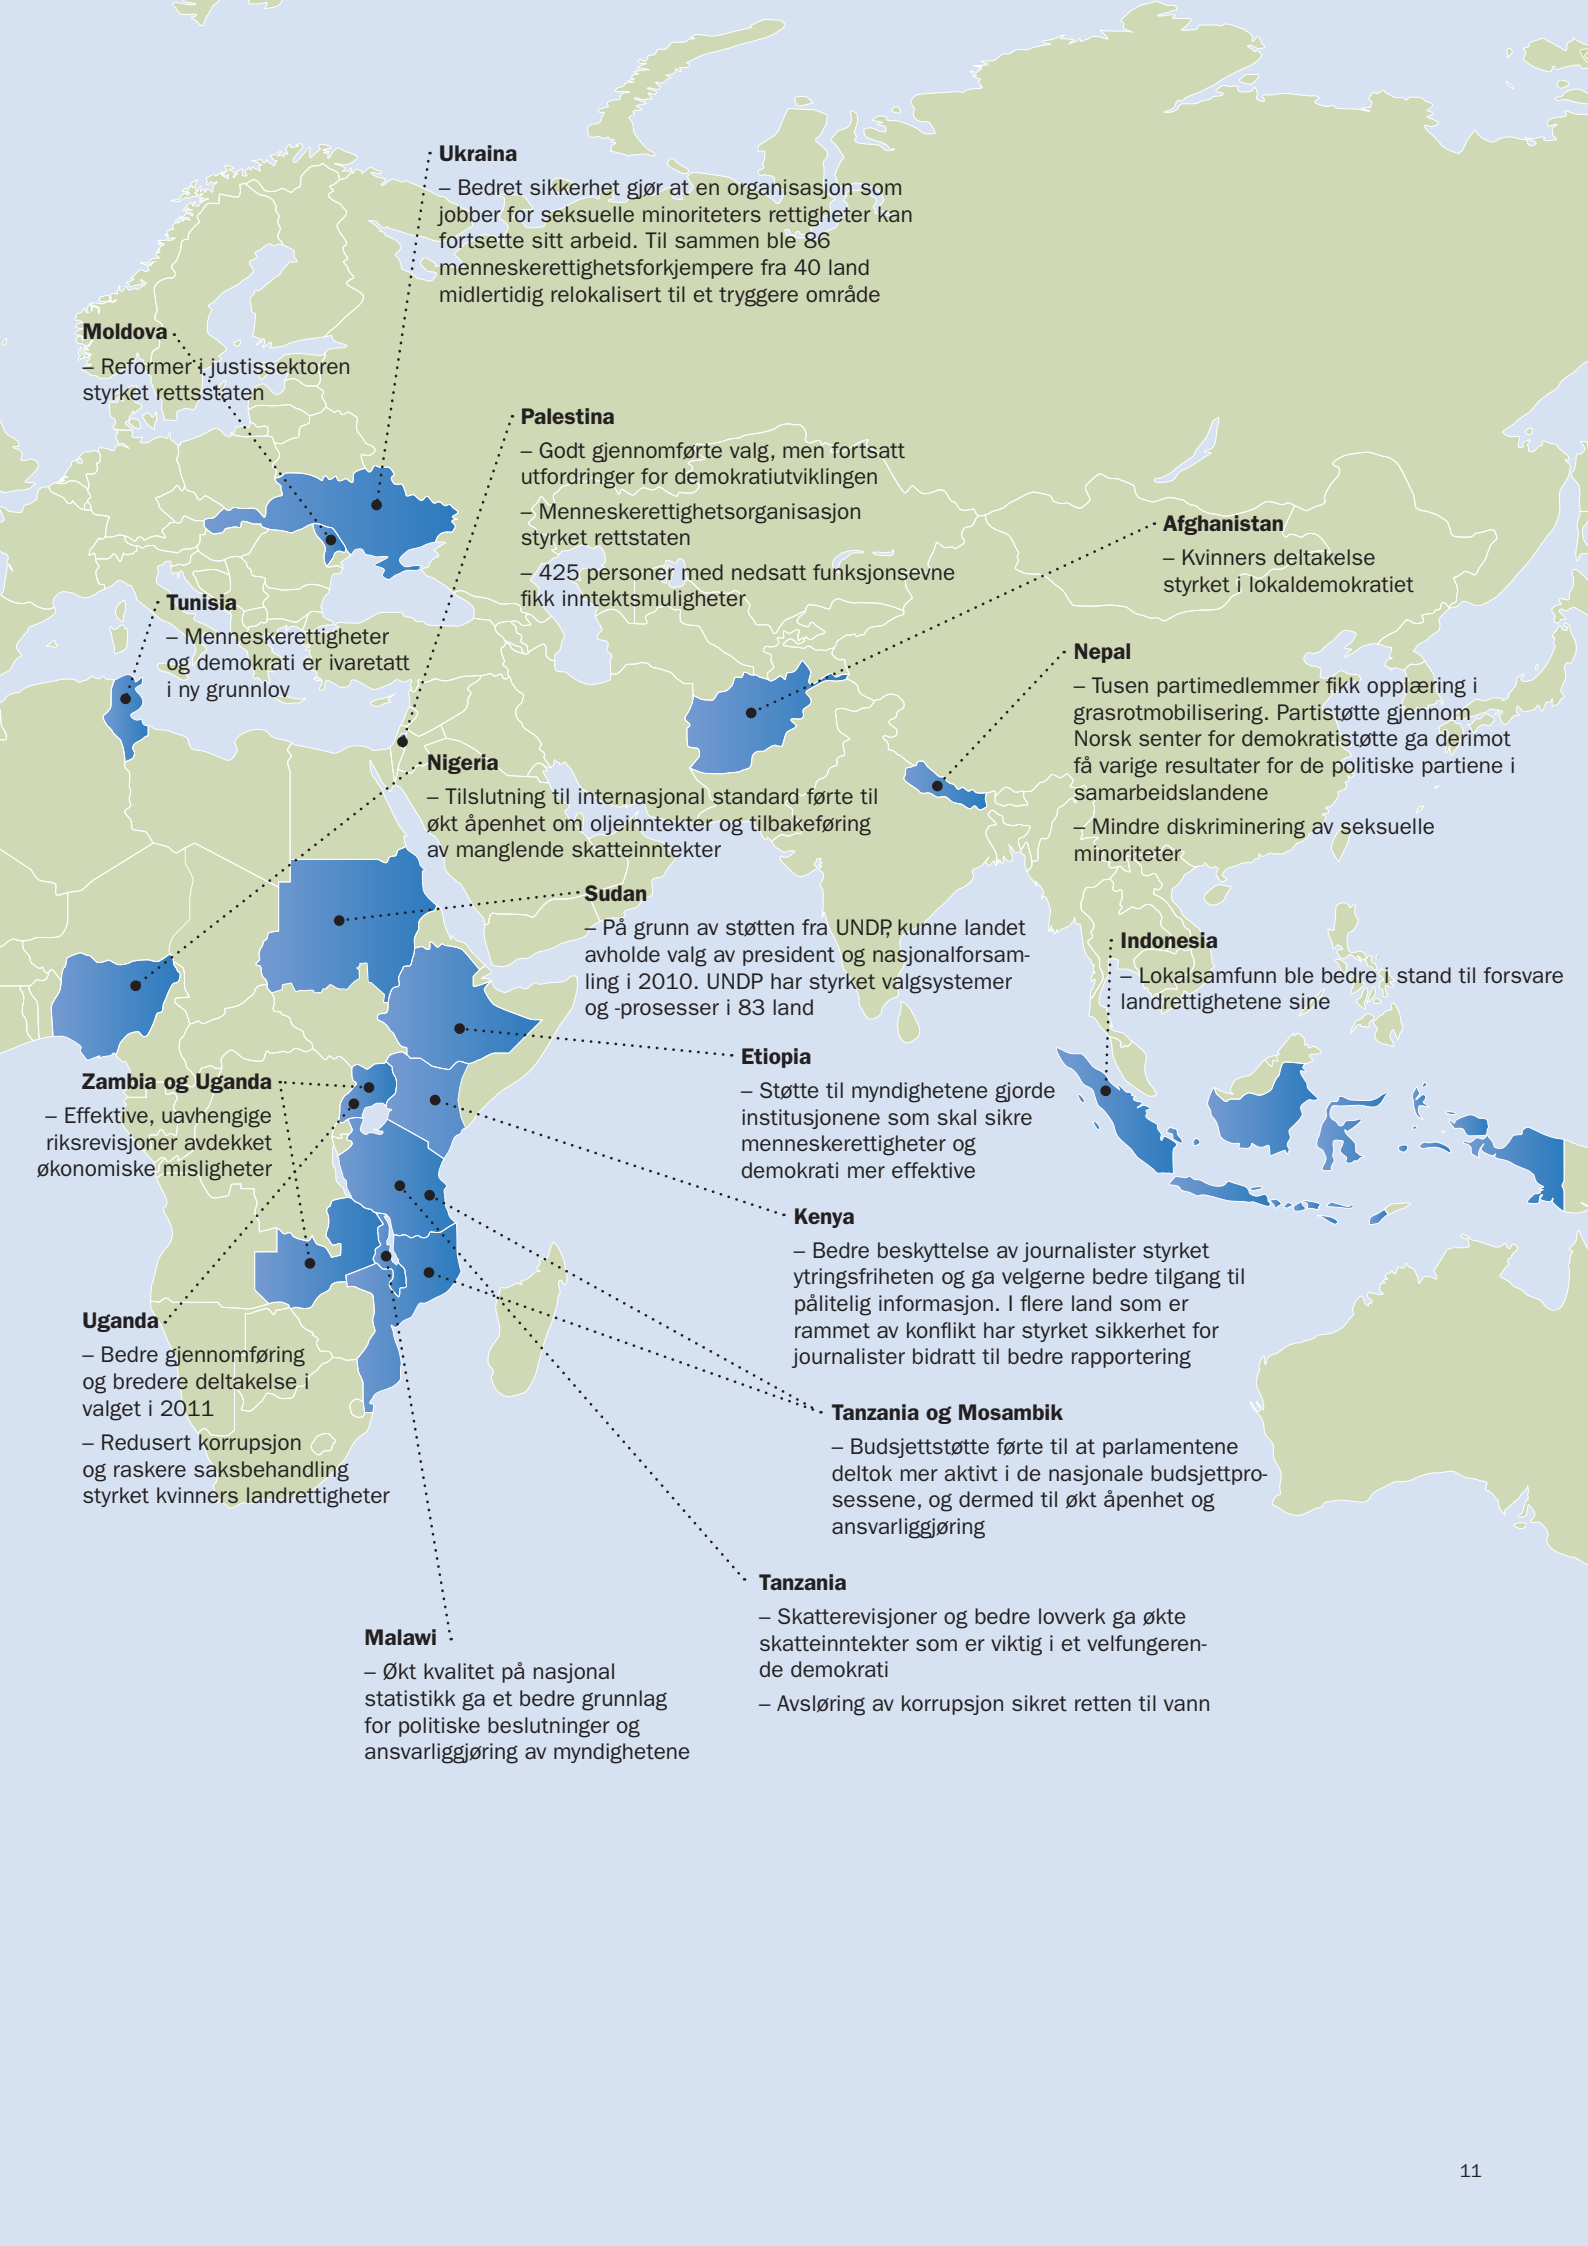 Ukraina
– Bedret sikkerhet gjør at en organisasjon som
jobber for seksuelle minoriteters rettigheter kan
fortsette sitt arbeid. Til sammen ble 86
menneskerettighetsforkjempere fra 40 land
midlertidig relokalisert til et tryggere område
Moldova
– Reformer i justissektoren
styrket rettsstaten
Palestina
– Godt gjennomførte valg, men fortsatt
utfordringer for demokratiutviklingen
– Menneskerettighetsorganisasjon
styrket rettstaten
– 425 personer med nedsatt funksjonsevne
fikk inntektsmuligheter
Afghanistan
– Kvinners deltakelse
styrket i lokaldemokratiet
Tunisia
– Menneskerettigheter
og demokrati er ivaretatt
i ny grunnlov
Nepal
– Tusen partimedlemmer fikk opplæring i
grasrotmobilisering. Partistøtte gjennom
Norsk senter for demokratistøtte ga derimot
få varige resultater for de politiske partiene i
samarbeidslandene
– Mindre diskriminering av seksuelle
minoriteter
Nigeria
– Tilslutning til internasjonal standard førte til
økt åpenhet om oljeinntekter og tilbakeføring
av manglende skatteinntekter
Sudan
– På grunn av støtten fra UNDP, kunne landet
avholde valg av president og nasjonalforsam-
ling i 2010. UNDP har styrket valgsystemer
og -prosesser i 83 land
Indonesia
– Lokalsamfunn ble bedre i stand til forsvare
landrettighetene sine
Etiopia
– Støtte til myndighetene gjorde
institusjonene som skal sikre
menneskerettigheter og
demokrati mer effektive
Zambia og Uganda
– Effektive, uavhengige
riksrevisjoner avdekket
økonomiske misligheter
Kenya
– Bedre beskyttelse av journalister styrket
ytringsfriheten og ga velgerne bedre tilgang til
pålitelig informasjon. I flere land som er
rammet av konflikt har styrket sikkerhet for
journalister bidratt til bedre rapportering
Uganda
– Bedre gjennomføring
og bredere deltakelse i
valget i 2011
– Redusert korrupsjon
og raskere saksbehandling
styrket kvinners landrettigheter
Tanzania og Mosambik
– Budsjettstøtte førte til at parlamentene
deltok mer aktivt i de nasjonale budsjettpro-
sessene, og dermed til økt åpenhet og
ansvarliggjøring
Tanzania
– Skatterevisjoner og bedre lovverk ga økte
skatteinntekter som er viktig i et velfungeren-
de demokrati
– Avsløring av korrupsjon sikret retten til vann
Malawi
– Økt kvalitet på nasjonal
statistikk ga et bedre grunnlag
for politiske beslutninger og
ansvarliggjøring av myndighetene
11